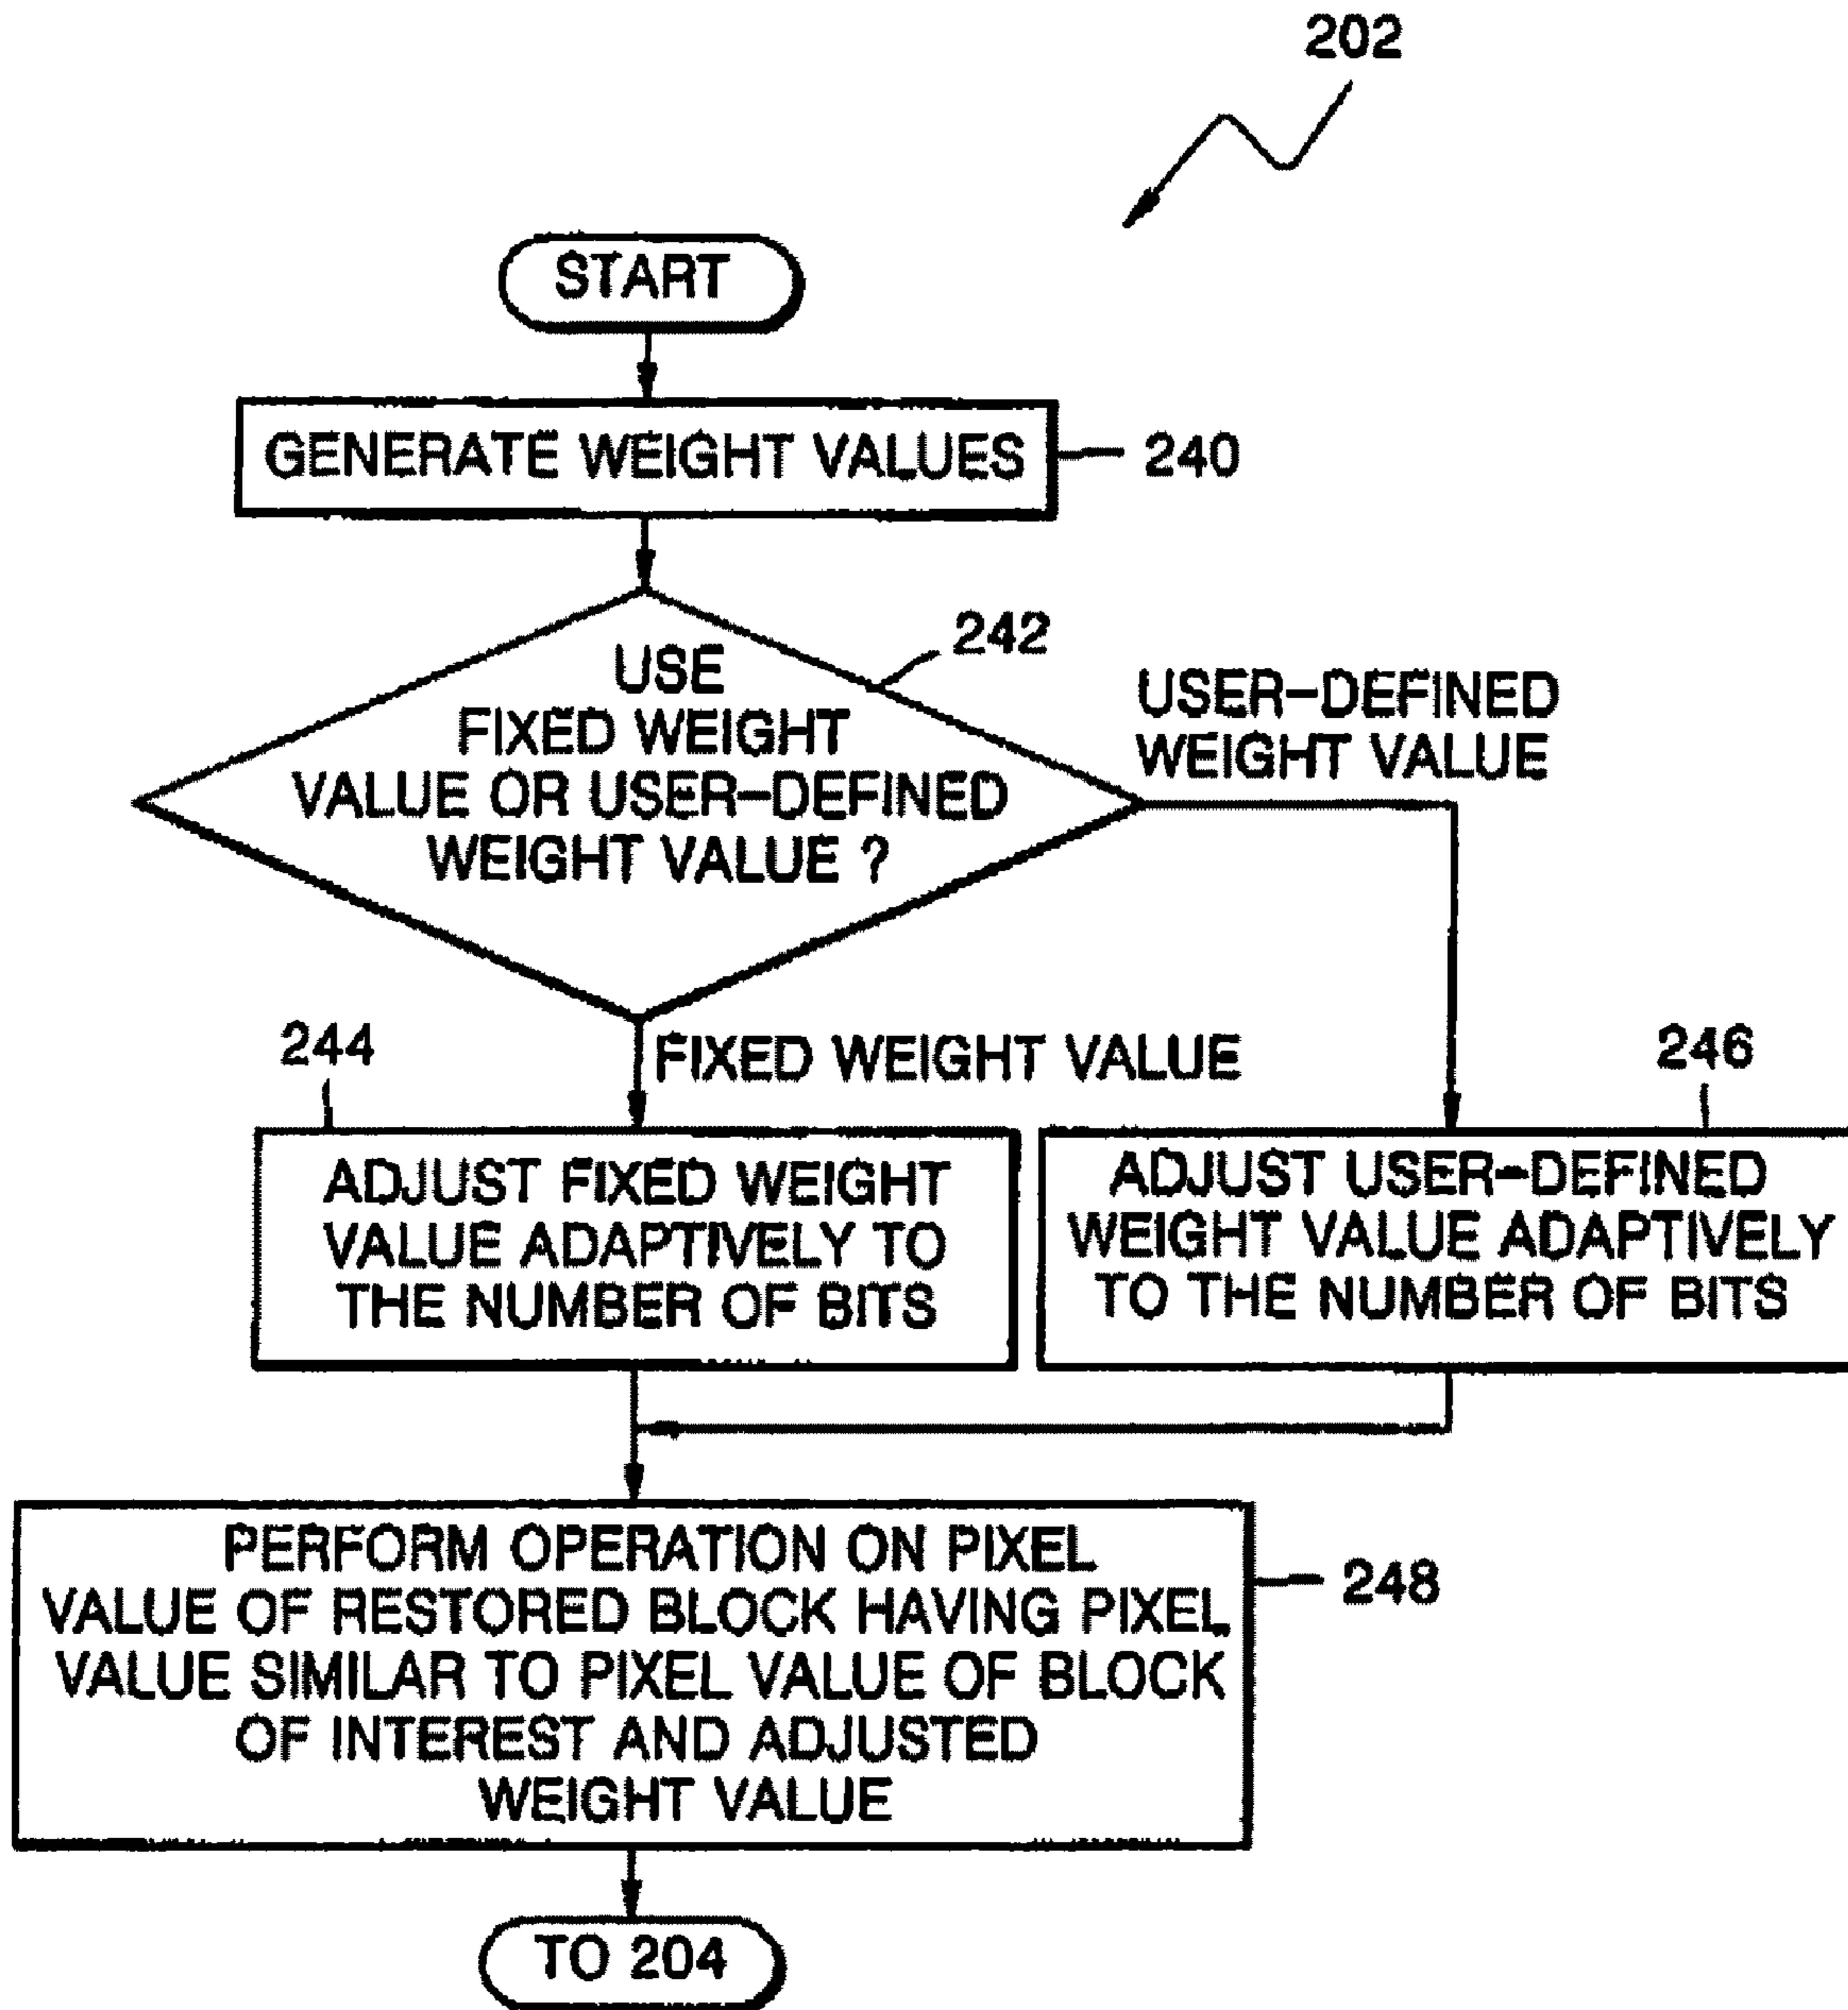 202
START
GENERATE WEIGHT VALUES
240
242
USE
FIXED WEIGHT
VALUE OR USER-DEFINED
WEIGHT VALUE ?
USER-DEFINED
WEIGHT VALUE
FIXED WEIGHT VALUE
244
ADJUST FIXED WEIGHT
VALUE ADAPTIVELY TO
THE NUMBER OF BITS
246
ADJUST USER-DEFINED
WEIGHT VALUE ADAPTIVELY
TO THE NUMBER OF BITS
PERFORM OPERATION ON PIXEL
VALUE OF RESTORED BLOCK HAVING PIXEL
VALUE SIMILAR TO PIXEL VALUE OF BLOCK
OF INTEREST AND ADJUSTED
WEIGHT VALUE
248
TO 204